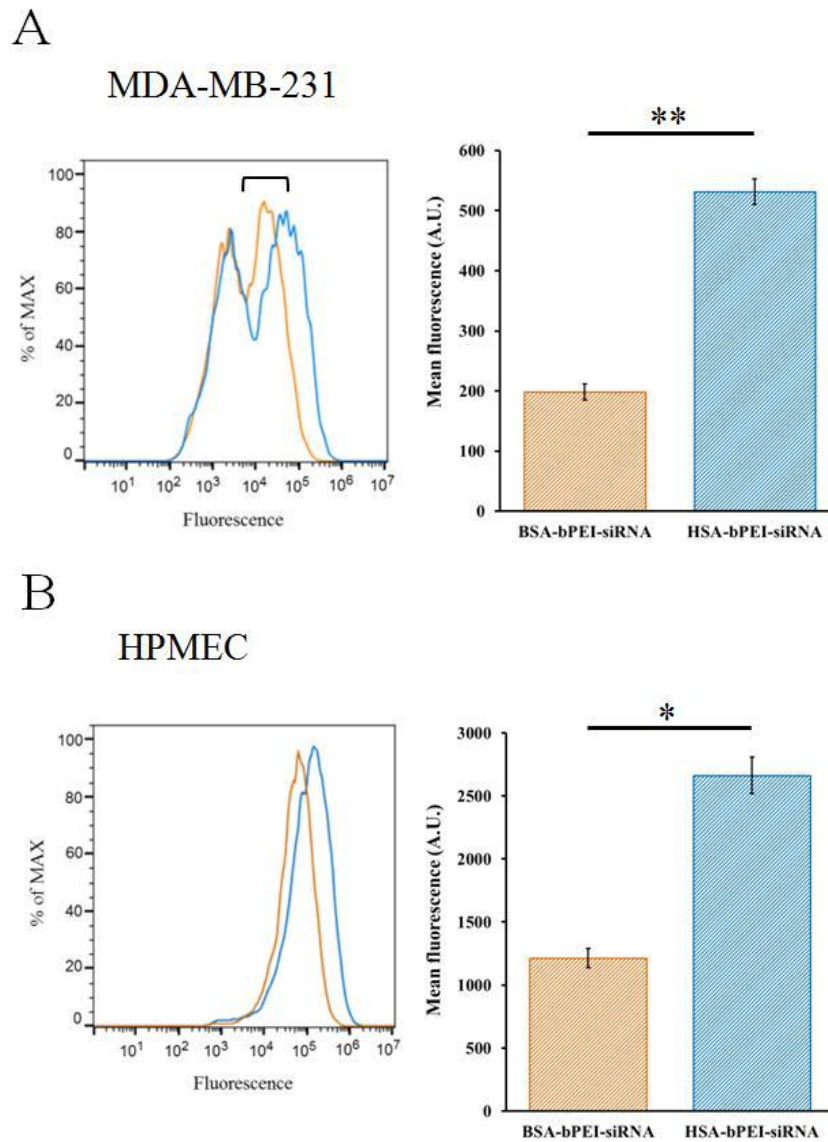 A
MDA-MB-231
100
80
60
40
20
0
% of MAX
10¹ 10² 10³ 10⁴ 10⁵ 10⁶ 10⁷
Fluorescence
**
600
500
400
300
200
100
0
Mean fluorescence (A.U.)
BSA-bPEI-siRNA HSA-bPEI-siRNA
B
HPMEC
100
80
60
40
20
0
% of MAX
10¹ 10² 10³ 10⁴ 10⁵ 10⁶ 10⁷
Fluorescence
*
3000
2500
2000
1500
1000
500
0
Mean fluorescence (A.U.)
BSA-bPEI-siRNA HSA-bPEI-siRNA